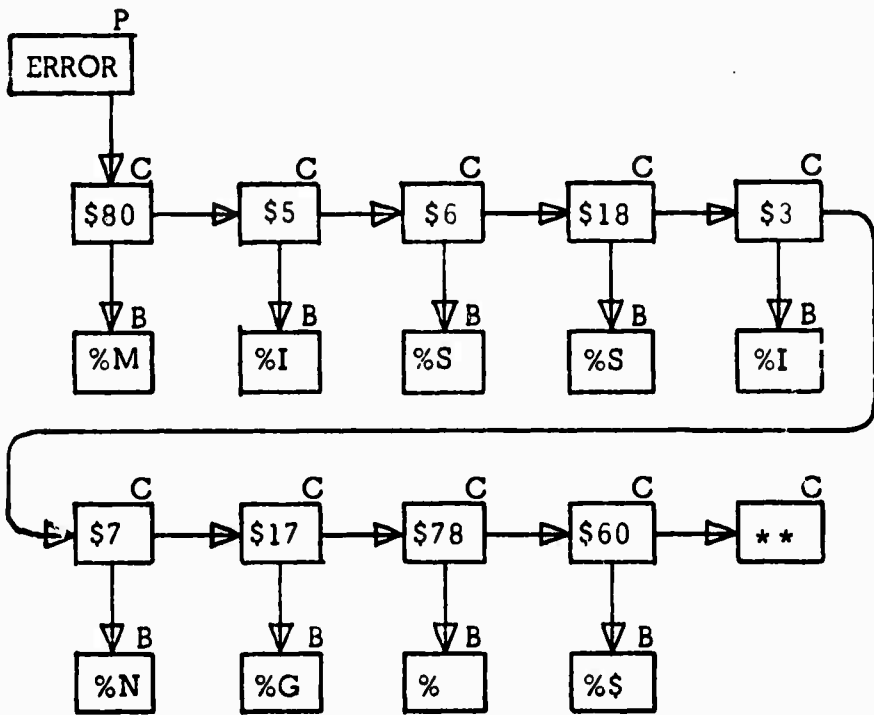 P
ERROR
C C C C C
$80 $5 $6 $18 $3
B B B B B
%M %I %S %S %I
C C C C C
$7 $17 $78 $60 **
B B B B
%N %G % %$